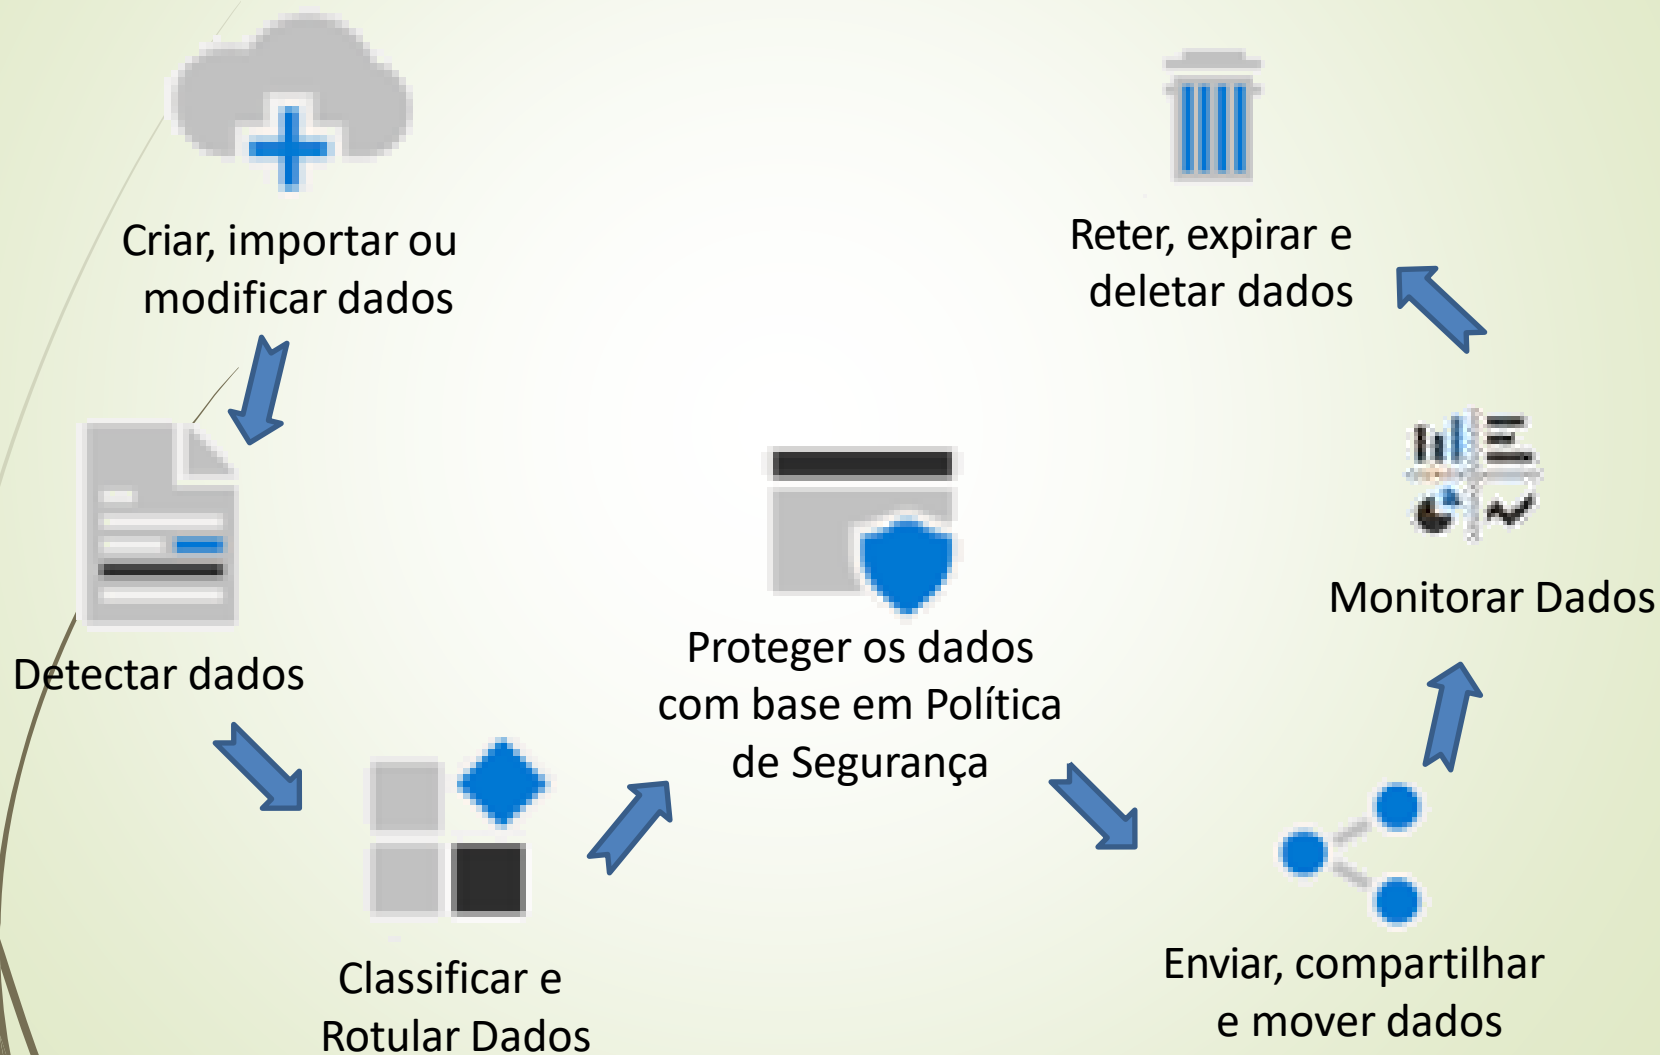 Criar, importar ou
modificar dados
Detectar dados
Classificar e
Rotular Dados
Proteger os dados
com base em Política
de Segurança
Enviar, compartilhar
e mover dados
Monitorar Dados
Reter, expirar e
deletar dados